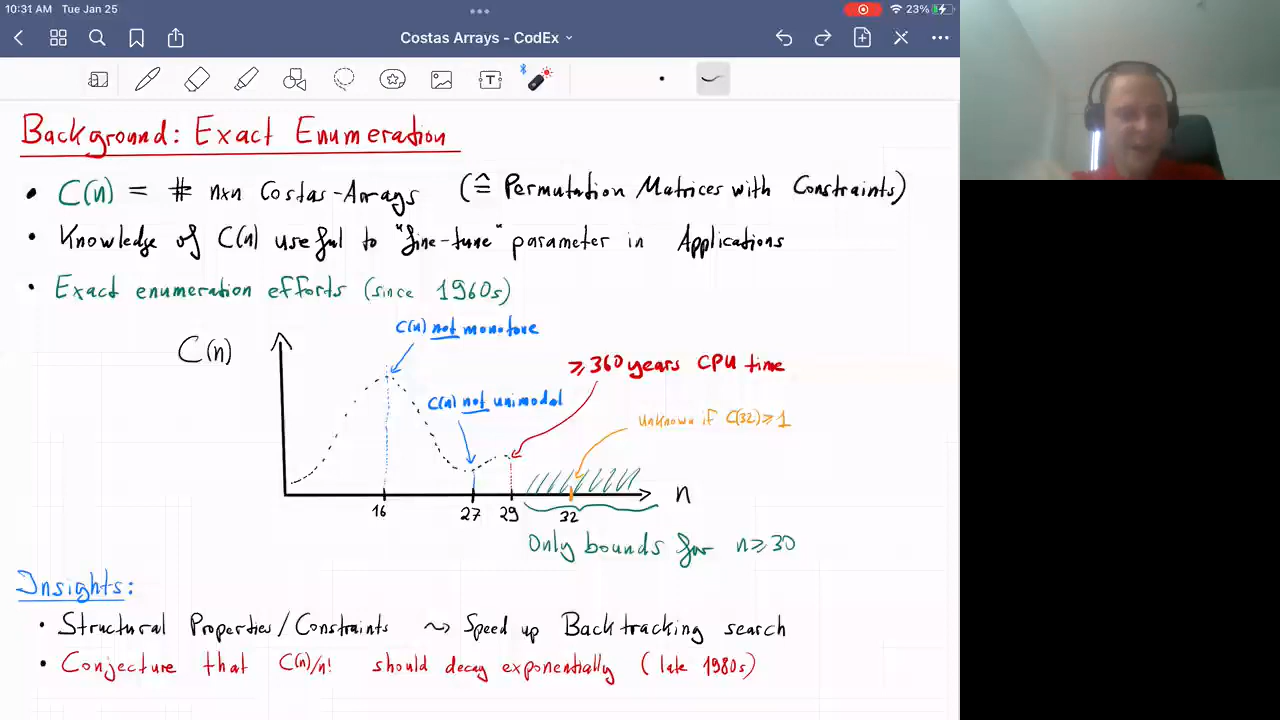 10:31 AM Tue Jan 25
23%
Costas Arrays - CodEx
Background: Exact Enumeration
• C(n) = # n×n Costas-Arrays (≙ Permutation Matrices with Constraints)
• Knowledge of C(n) useful to "fine-tune" parameter in Applications
• Exact enumeration efforts (since 1960s)
C(n) not monotone
C(n)
≥360 years CPU time
C(n) not unimodal
unknown if C(32)≥1
n
16
27
29
32
Only bounds for n≥30
Insights:
• Structural Properties/Constraints ⤳ Speed up Backtracking search
• Conjecture that C(n)/n! should decay exponentially (late 1980s)